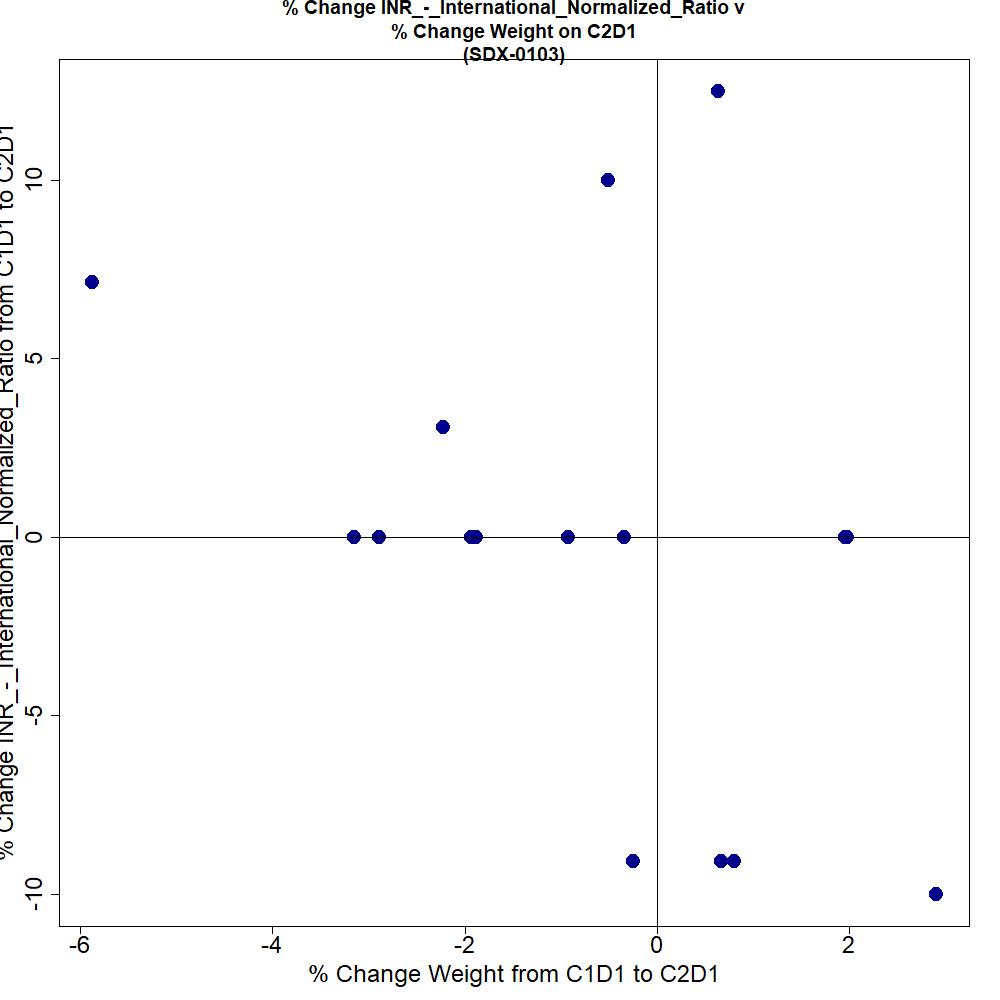 % Change INR_-_International_Normalized_Ratio v
% Change Weight on C2D1
(SDX-0103)
% Change INR_-_International_Normalized_Ratio from C1D1 to C2D1
10
5
0
-5
-10
-6
-4
-2
0
2
% Change Weight from C1D1 to C2D1